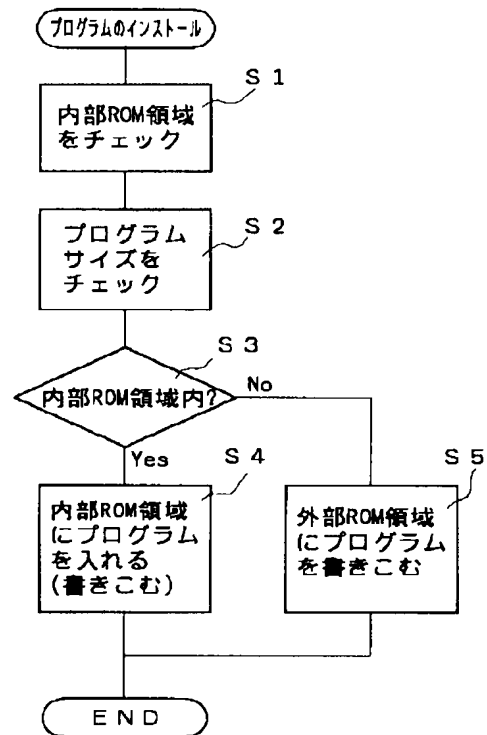 プログラムのインストール
S 1
内部ROM領域
をチェック
S 2
プログラム
サイズを
チェック
S 3
内部ROM領域内?
No
Yes
S 4
内部ROM領域
にプログラム
を入れる
(書きこむ)
S 5
外部ROM領域
にプログラム
を書きこむ
END